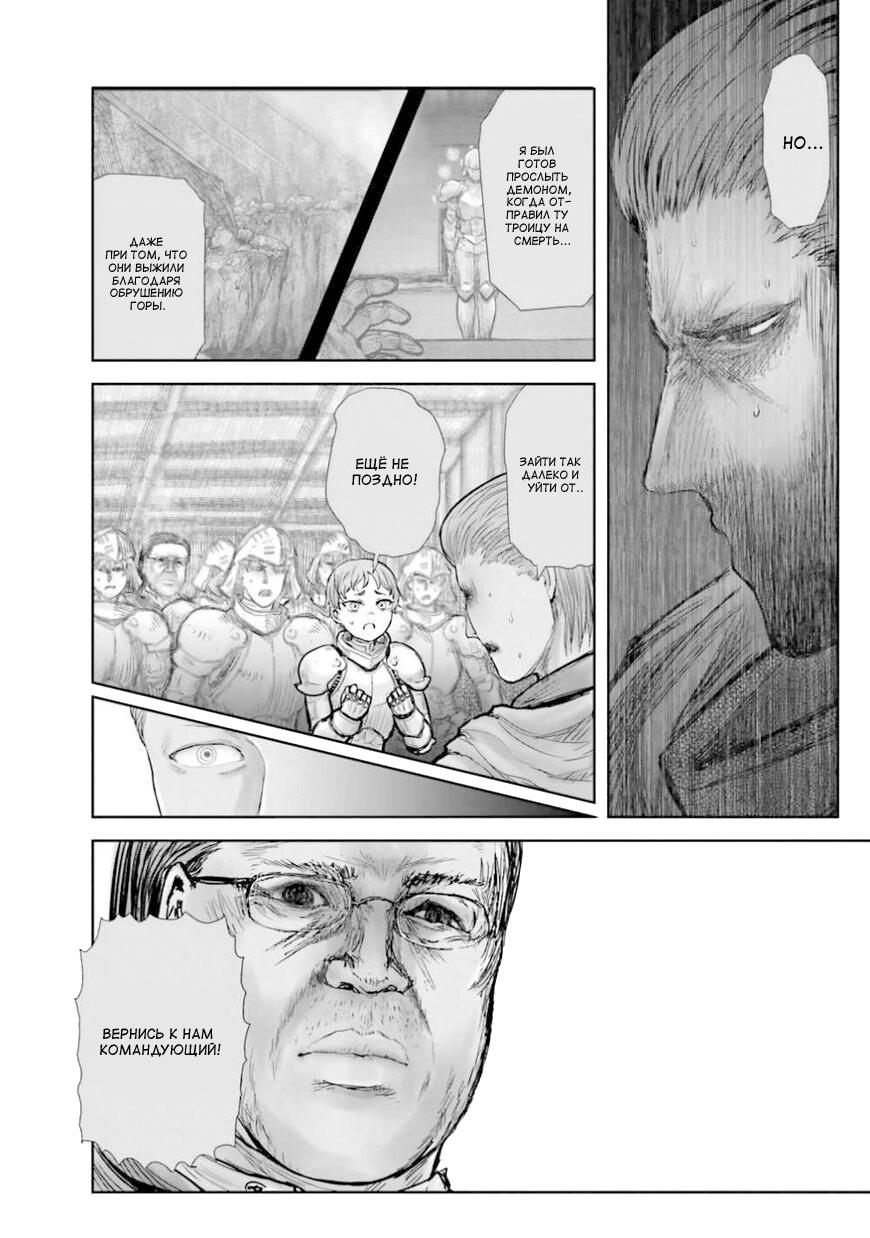 НО...
Я БЫЛ
ГОТОВ
ПРОСЛЫТЬ
ДЕМОНОМ,
КОГДА ОТ-
ПРАВИЛ ТУ
ТРОИЦУ НА
СМЕРТЬ...
ДАЖЕ
ПРИ ТОМ, ЧТО
ОНИ ВЫЖИЛИ
БЛАГОДАРЯ
ОБРУШЕНИЮ
ГОРЫ.
ЗАЙТИ ТАК
ДАЛЕКО И
УЙТИ ОТ..
ЕЩЁ НЕ
ПОЗДНО!
ВЕРНИСЬ К НАМ
КОМАНДУЮЩИЙ!